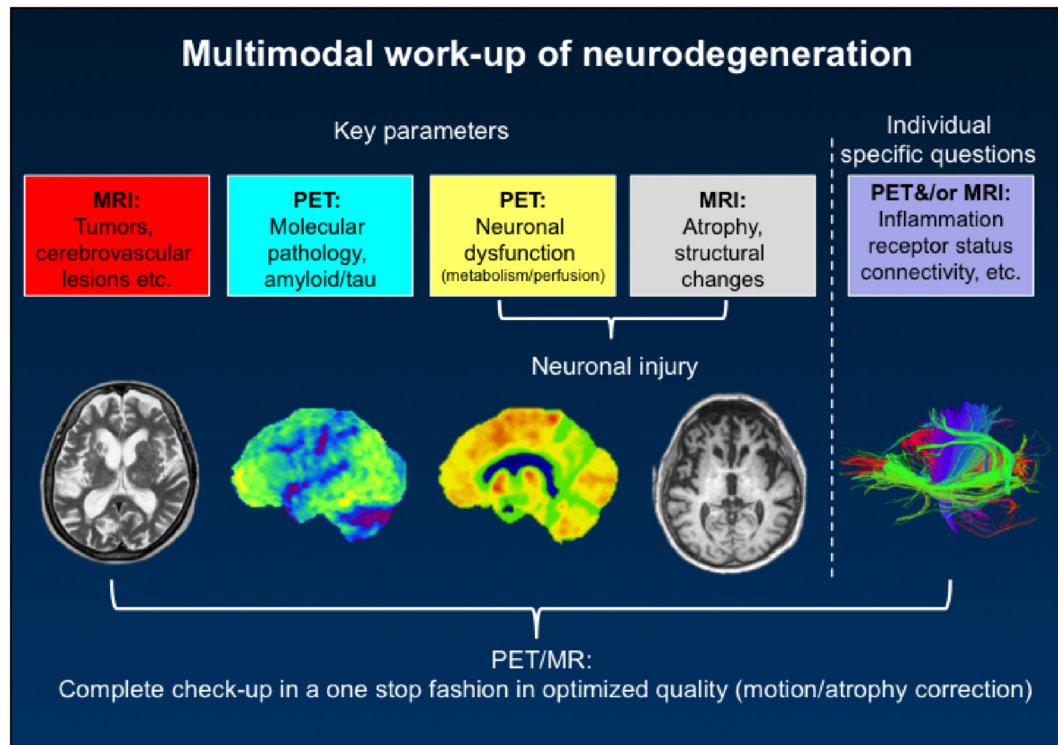 Multimodal work-up of neurodegeneration
Key parameters
Individual
specific questions
MRI:
Tumors,
cerebrovascular
lesions etc.
PET:
Molecular
pathology,
amyloid/tau
PET:
Neuronal
dysfunction
(metabolism/perfusion)
MRI:
Atrophy,
structural
changes
PET&/or MRI:
Inflammation
receptor status
connectivity, etc.
Neuronal injury
PET/MR:
Complete check-up in a one stop fashion in optimized quality (motion/atrophy correction)